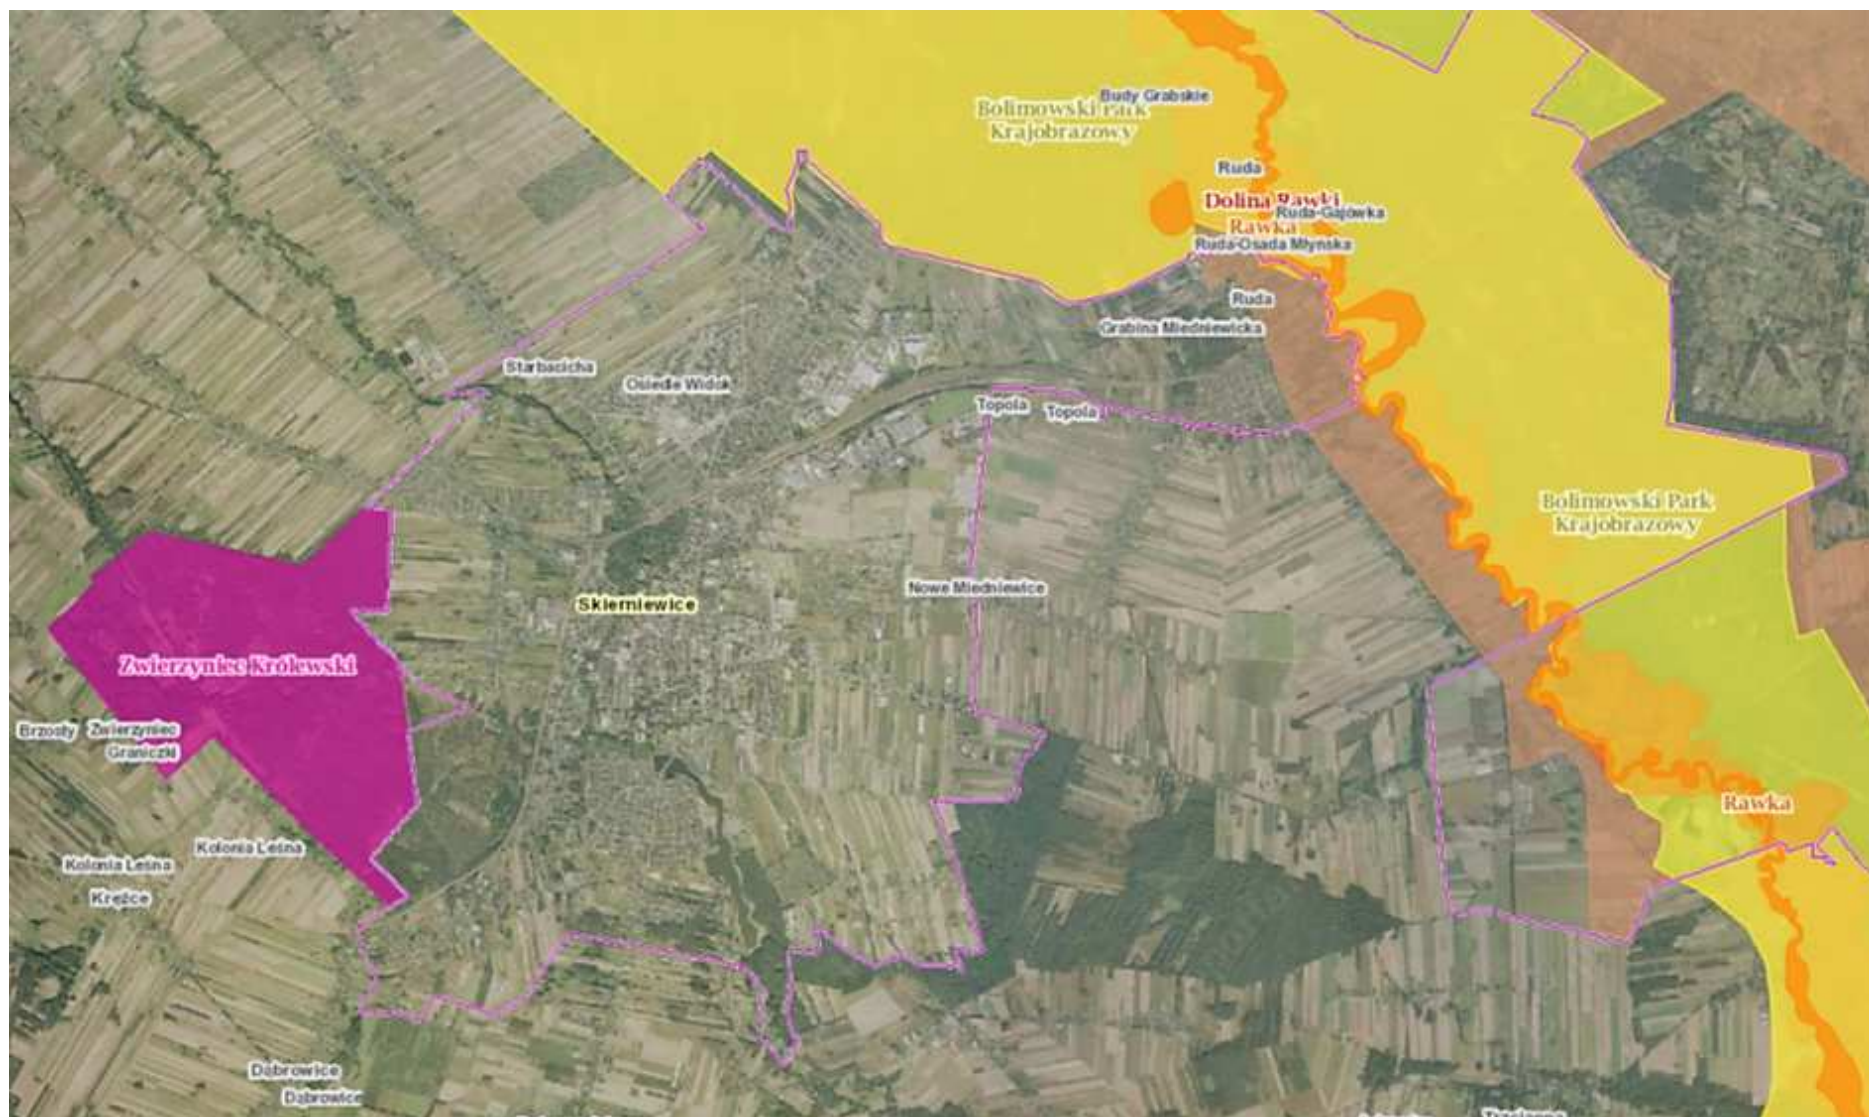 Budy Grabskie
Bolimowski Park
Krajobrazowy
Ruda
Dolina Rawki
Ruda-Gajówka
Rawka
Ruda-Osada Młyńska
Ruda
Grabina Miedniewicka
Starbacicha
Osiedle Widok
Topola
Topola
Bolimowski Park
Krajobrazowy
Nowe Miedniewice
Skierniewice
Zwierzyniec Królewski
Brzosły
Zwierzyniec
Graniczki
Rawka
Kolonia Leśna
Kolonia Leśna
Krężce
Dąbrowice
Dąbrowice